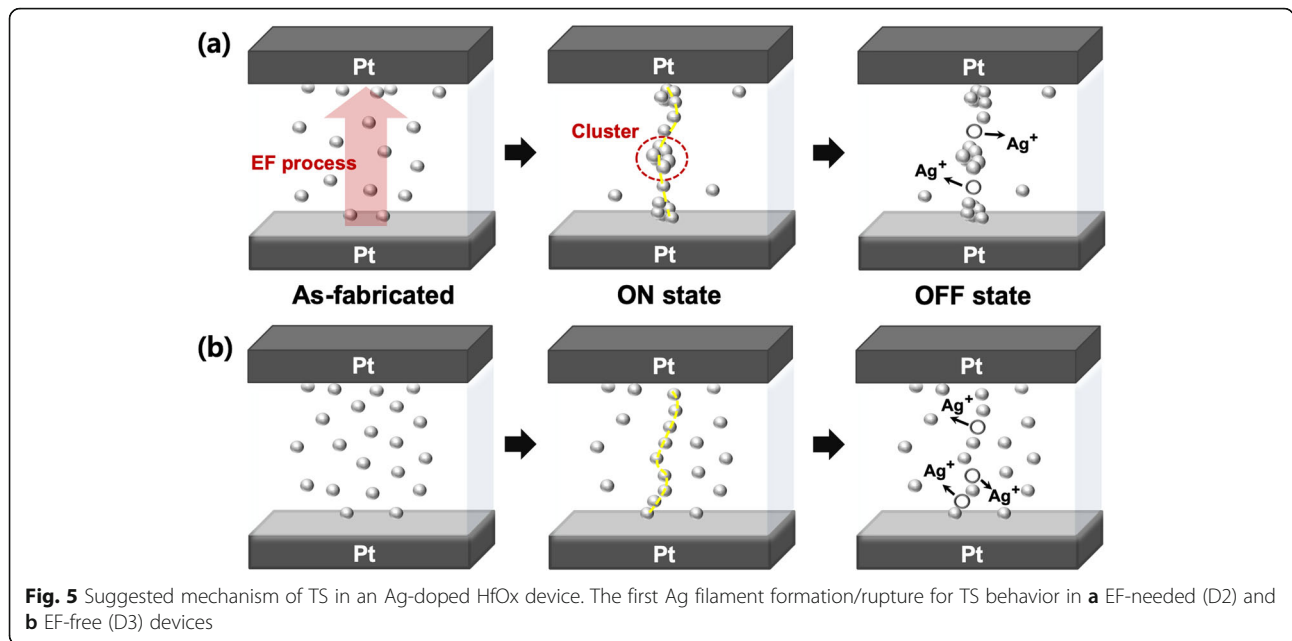 (a)
Pt
Pt
Pt
EF process
Cluster
Ag+
Ag+
Pt
Pt
Pt
As-fabricated
ON state
OFF state
(b)
Pt
Pt
Pt
Ag+
Ag+
Ag+
Pt
Pt
Pt
Fig. 5 Suggested mechanism of TS in an Ag-doped HfOx device. The first Ag filament formation/rupture for TS behavior in a EF-needed (D2) and
b EF-free (D3) devices